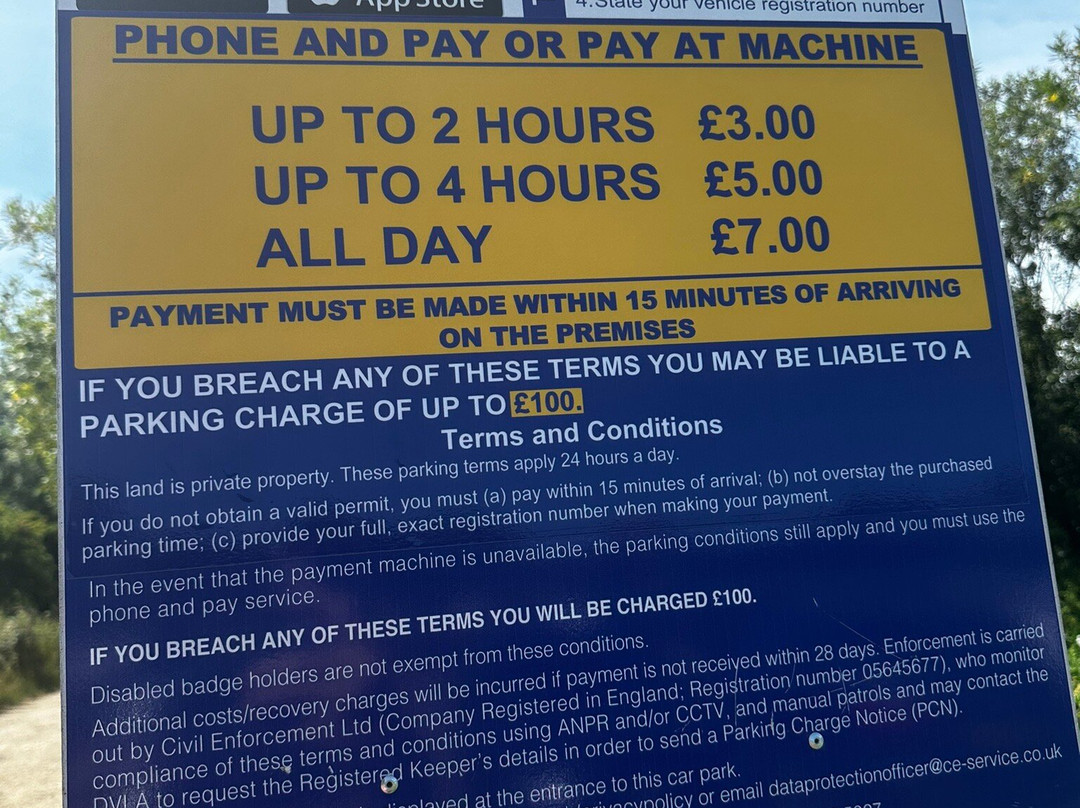 App Store
4.State your vehicle registration number
PHONE AND PAY OR PAY AT MACHINE
UP TO 2 HOURS £3.00
UP TO 4 HOURS £5.00
ALL DAY £7.00
PAYMENT MUST BE MADE WITHIN 15 MINUTES OF ARRIVING
ON THE PREMISES
IF YOU BREACH ANY OF THESE TERMS YOU MAY BE LIABLE TO A
PARKING CHARGE OF UP TO £100.
Terms and Conditions
This land is private property. These parking terms apply 24 hours a day.
If you do not obtain a valid permit, you must (a) pay within 15 minutes of arrival; (b) not overstay the purchased
parking time; (c) provide your full, exact registration number when making your payment.
In the event that the payment machine is unavailable, the parking conditions still apply and you must use the
phone and pay service.
IF YOU BREACH ANY OF THESE TERMS YOU WILL BE CHARGED £100.
Disabled badge holders are not exempt from these conditions.
Additional costs/recovery charges will be incurred if payment is not received within 28 days. Enforcement is carried
out by Civil Enforcement Ltd (Company Registered in England; Registration number 05645677), who monitor
compliance of these terms and conditions using ANPR and/or CCTV, and manual patrols and may contact the
DVLA to request the Registered Keeper's details in order to send a Parking Charge Notice (PCN).
displayed at the entrance to this car park.
privacypolicy or email dataprotectionofficer@ce-service.co.uk